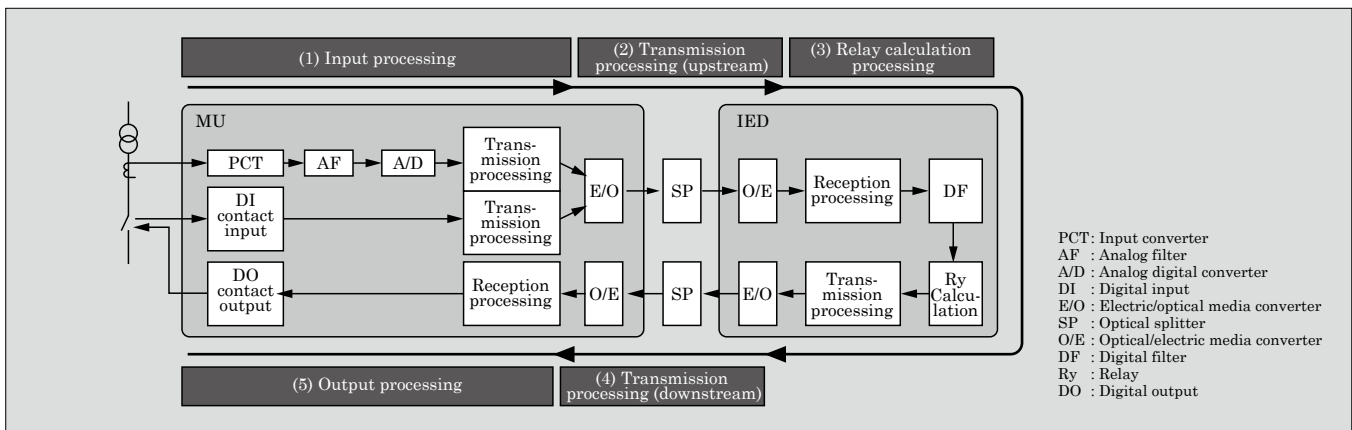 (1) Input processing
(2) Transmission
processing (upstream)
(3) Relay calculation
processing
MU
IED
PCT
AF
A/D
Trans-
mission
processing
DI
contact
input
Trans-
mission
processing
E/O
SP
O/E
Reception
processing
DF
DO
contact
output
Reception
processing
O/E
SP
E/O
Trans-
mission
processing
Ry
Calcu-
lation
(5) Output processing
(4) Transmission
processing (downstream)
PCT : Input converter
AF : Analog filter
A/D : Analog digital converter
DI : Digital input
E/O : Electric/optical media converter
SP : Optical splitter
O/E : Optical/electric media converter
DF : Digital filter
Ry : Relay
DO : Digital output